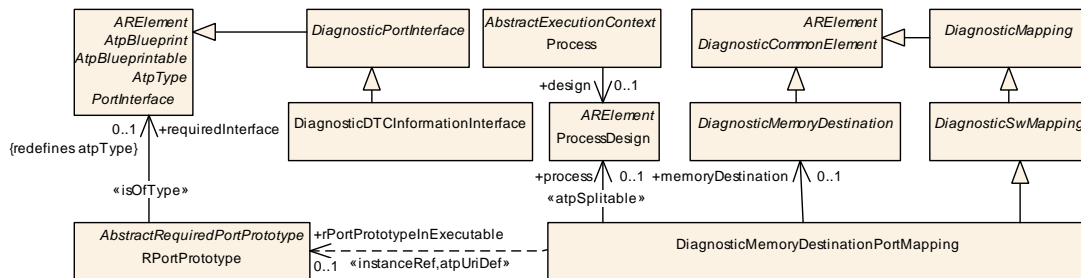 ARElement
AtpBlueprint
AtpBlueprintable
AtpType
PortInterface
DiagnosticPortInterface
AbstractExecutionContext
Process
ARElement
DiagnosticCommonElement
DiagnosticMapping
+design
0..1
DiagnosticDTCInformationInterface
ARElement
ProcessDesign
DiagnosticMemoryDestination
DiagnosticSwMapping
0..1
+requiredInterface
{redefines atpType}
«isOfType»
+process
0..1
«atpSplitable»
+memoryDestination
0..1
AbstractRequiredPortPrototype
RPortPrototype
+rPortPrototypeInExecutable
0..1
«instanceRef,atpUriDef»
DiagnosticMemoryDestinationPortMapping